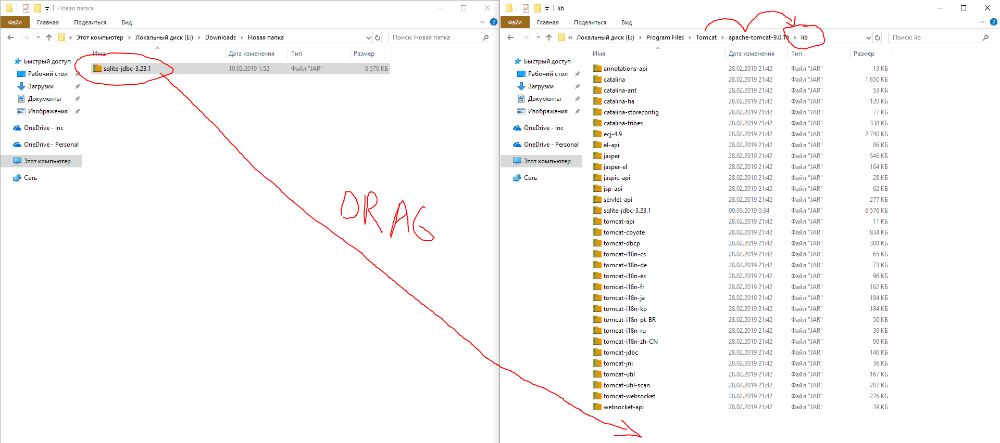 Новая папка
Файл Главная Поделиться Вид
Этот компьютер › Локальный диск (E:) › Downloads › Новая папка
Поиск: Новая папка
Имя Дата изменения Тип Размер
sqlite-jdbc-3.23.1 10.03.2019 1:52 Файл "JAR" 6 576 КБ
Быстрый доступ
Рабочий стол
Загрузки
Документы
Изображения
OneDrive - Inc
OneDrive - Personal
Этот компьютер
Сеть
DRAG
lib
Файл Главная Поделиться Вид
« Локальный диск (E:) › Program Files › Tomcat › apache-tomcat-9.0.16 › lib
Поиск: lib
Быстрый доступ
Рабочий стол
Загрузки
Документы
Изображения
OneDrive - Inc
OneDrive - Personal
Этот компьютер
Сеть
Имя Дата изменения Тип Размер
annotations-api 28.02.2019 21:42 Файл "JAR" 13 КБ
catalina 28.02.2019 21:42 Файл "JAR" 1 650 КБ
catalina-ant 28.02.2019 21:42 Файл "JAR" 53 КБ
catalina-ha 28.02.2019 21:42 Файл "JAR" 120 КБ
catalina-storeconfig 28.02.2019 21:42 Файл "JAR" 77 КБ
catalina-tribes 28.02.2019 21:42 Файл "JAR" 338 КБ
ecj-4.9 28.02.2019 21:42 Файл "JAR" 2 740 КБ
el-api 28.02.2019 21:42 Файл "JAR" 86 КБ
jasper 28.02.2019 21:42 Файл "JAR" 546 КБ
jasper-el 28.02.2019 21:42 Файл "JAR" 164 КБ
jaspic-api 28.02.2019 21:42 Файл "JAR" 28 КБ
jsp-api 28.02.2019 21:42 Файл "JAR" 62 КБ
servlet-api 28.02.2019 21:42 Файл "JAR" 277 КБ
sqlite-jdbc-3.23.1 09.03.2019 0:34 Файл "JAR" 6 576 КБ
tomcat-api 28.02.2019 21:42 Файл "JAR" 11 КБ
tomcat-coyote 28.02.2019 21:42 Файл "JAR" 834 КБ
tomcat-dbcp 28.02.2019 21:42 Файл "JAR" 308 КБ
tomcat-i18n-cs 28.02.2019 21:42 Файл "JAR" 65 КБ
tomcat-i18n-de 28.02.2019 21:42 Файл "JAR" 73 КБ
tomcat-i18n-es 28.02.2019 21:42 Файл "JAR" 96 КБ
tomcat-i18n-fr 28.02.2019 21:42 Файл "JAR" 162 КБ
tomcat-i18n-ja 28.02.2019 21:42 Файл "JAR" 184 КБ
tomcat-i18n-ko 28.02.2019 21:42 Файл "JAR" 184 КБ
tomcat-i18n-pt-BR 28.02.2019 21:42 Файл "JAR" 50 КБ
tomcat-i18n-ru 28.02.2019 21:42 Файл "JAR" 39 КБ
tomcat-i18n-zh-CN 28.02.2019 21:42 Файл "JAR" 96 КБ
tomcat-jdbc 28.02.2019 21:42 Файл "JAR" 146 КБ
tomcat-jni 28.02.2019 21:42 Файл "JAR" 36 КБ
tomcat-util 28.02.2019 21:42 Файл "JAR" 167 КБ
tomcat-util-scan 28.02.2019 21:42 Файл "JAR" 207 КБ
tomcat-websocket 28.02.2019 21:42 Файл "JAR" 226 КБ
websocket-api 28.02.2019 21:42 Файл "JAR" 39 КБ